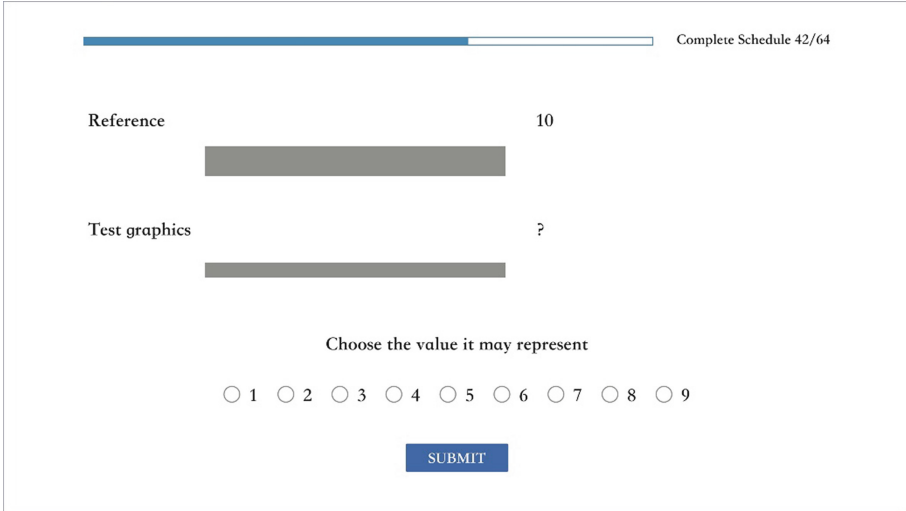 Complete Schedule 42/64
Reference 10
Test graphics ?
Choose the value it may represent
1 2 3 4 5 6 7 8 9
SUBMIT